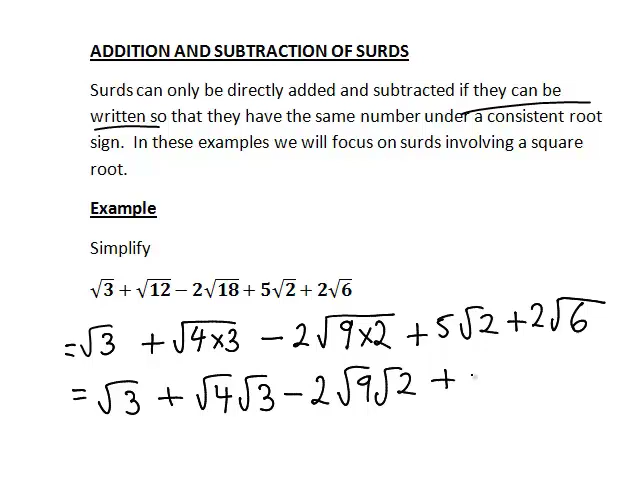 ADDITION AND SUBTRACTION OF SURDS
Surds can only be directly added and subtracted if they can be
written so that they have the same number under a consistent root
sign. In these examples we will focus on surds involving a square
root.
Example
Simplify
√3 + √12 − 2√18 + 5√2 + 2√6
= √3 + √4×3 − 2√9×2 + 5√2 + 2√6
= √3 + √4√3 − 2√9√2 +